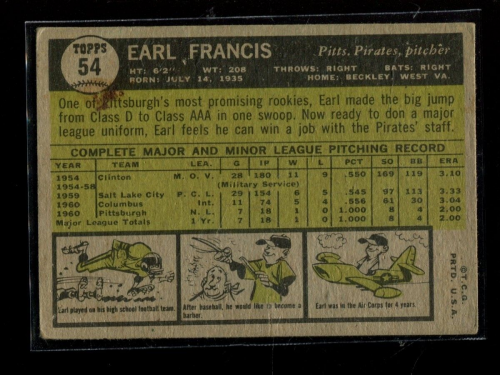 TOPPS
54
EARL FRANCIS
Pitts. Pirates, pitcher
HT: 6'2" WT: 208 THROWS: RIGHT BATS: RIGHT
BORN: JULY 14, 1935 HOME: BECKLEY, WEST VA.
One of Pittsburgh's most promising rookies, Earl made the big jump
from Class D to Class AAA in one swoop. Now ready to don a major
league uniform, Earl feels he can win a job with the Pirates' staff.
COMPLETE MAJOR AND MINOR LEAGUE PITCHING RECORD
YEAR TEAM LEA. G IP W L PCT SO BB ERA
1954 Clinton M.O.V. 28 180 11 9 .550 169 119 3.10
1954-58 (Military Service)
1959 Salt Lake City P.C.L. 29 154 6 5 .545 97 113 3.33
1960 Columbus Int. 11 74 5 4 .556 61 30 3.04
1960 Pittsburgh N.L. 7 18 1 0 1.000 8 4 2.00
Major League Totals 1 Yr. 7 18 1 0 1.000 8 4 2.00
Earl played on his high school football team.
After baseball, he would like to become a
barber.
Earl was in the Air Corps for 4 years.
© T.C.G.
PRTD. U.S.A.